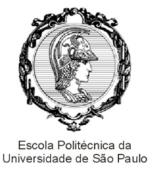 Escola Politécnica da
Universidade de São Paulo